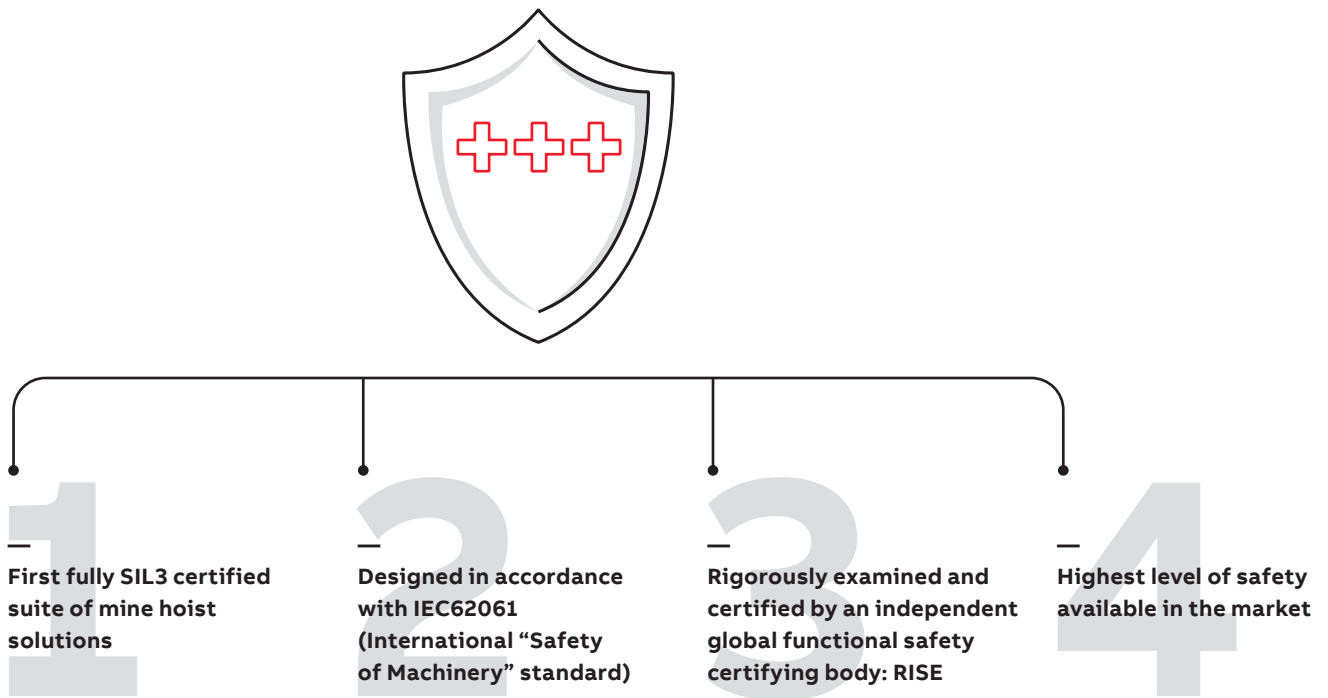 1
First fully SIL3 certified
suite of mine hoist
solutions
2
Designed in accordance
with IEC62061
(International “Safety
of Machinery” standard)
3
Rigorously examined and
certified by an independent
global functional safety
certifying body: RISE
4
Highest level of safety
available in the market